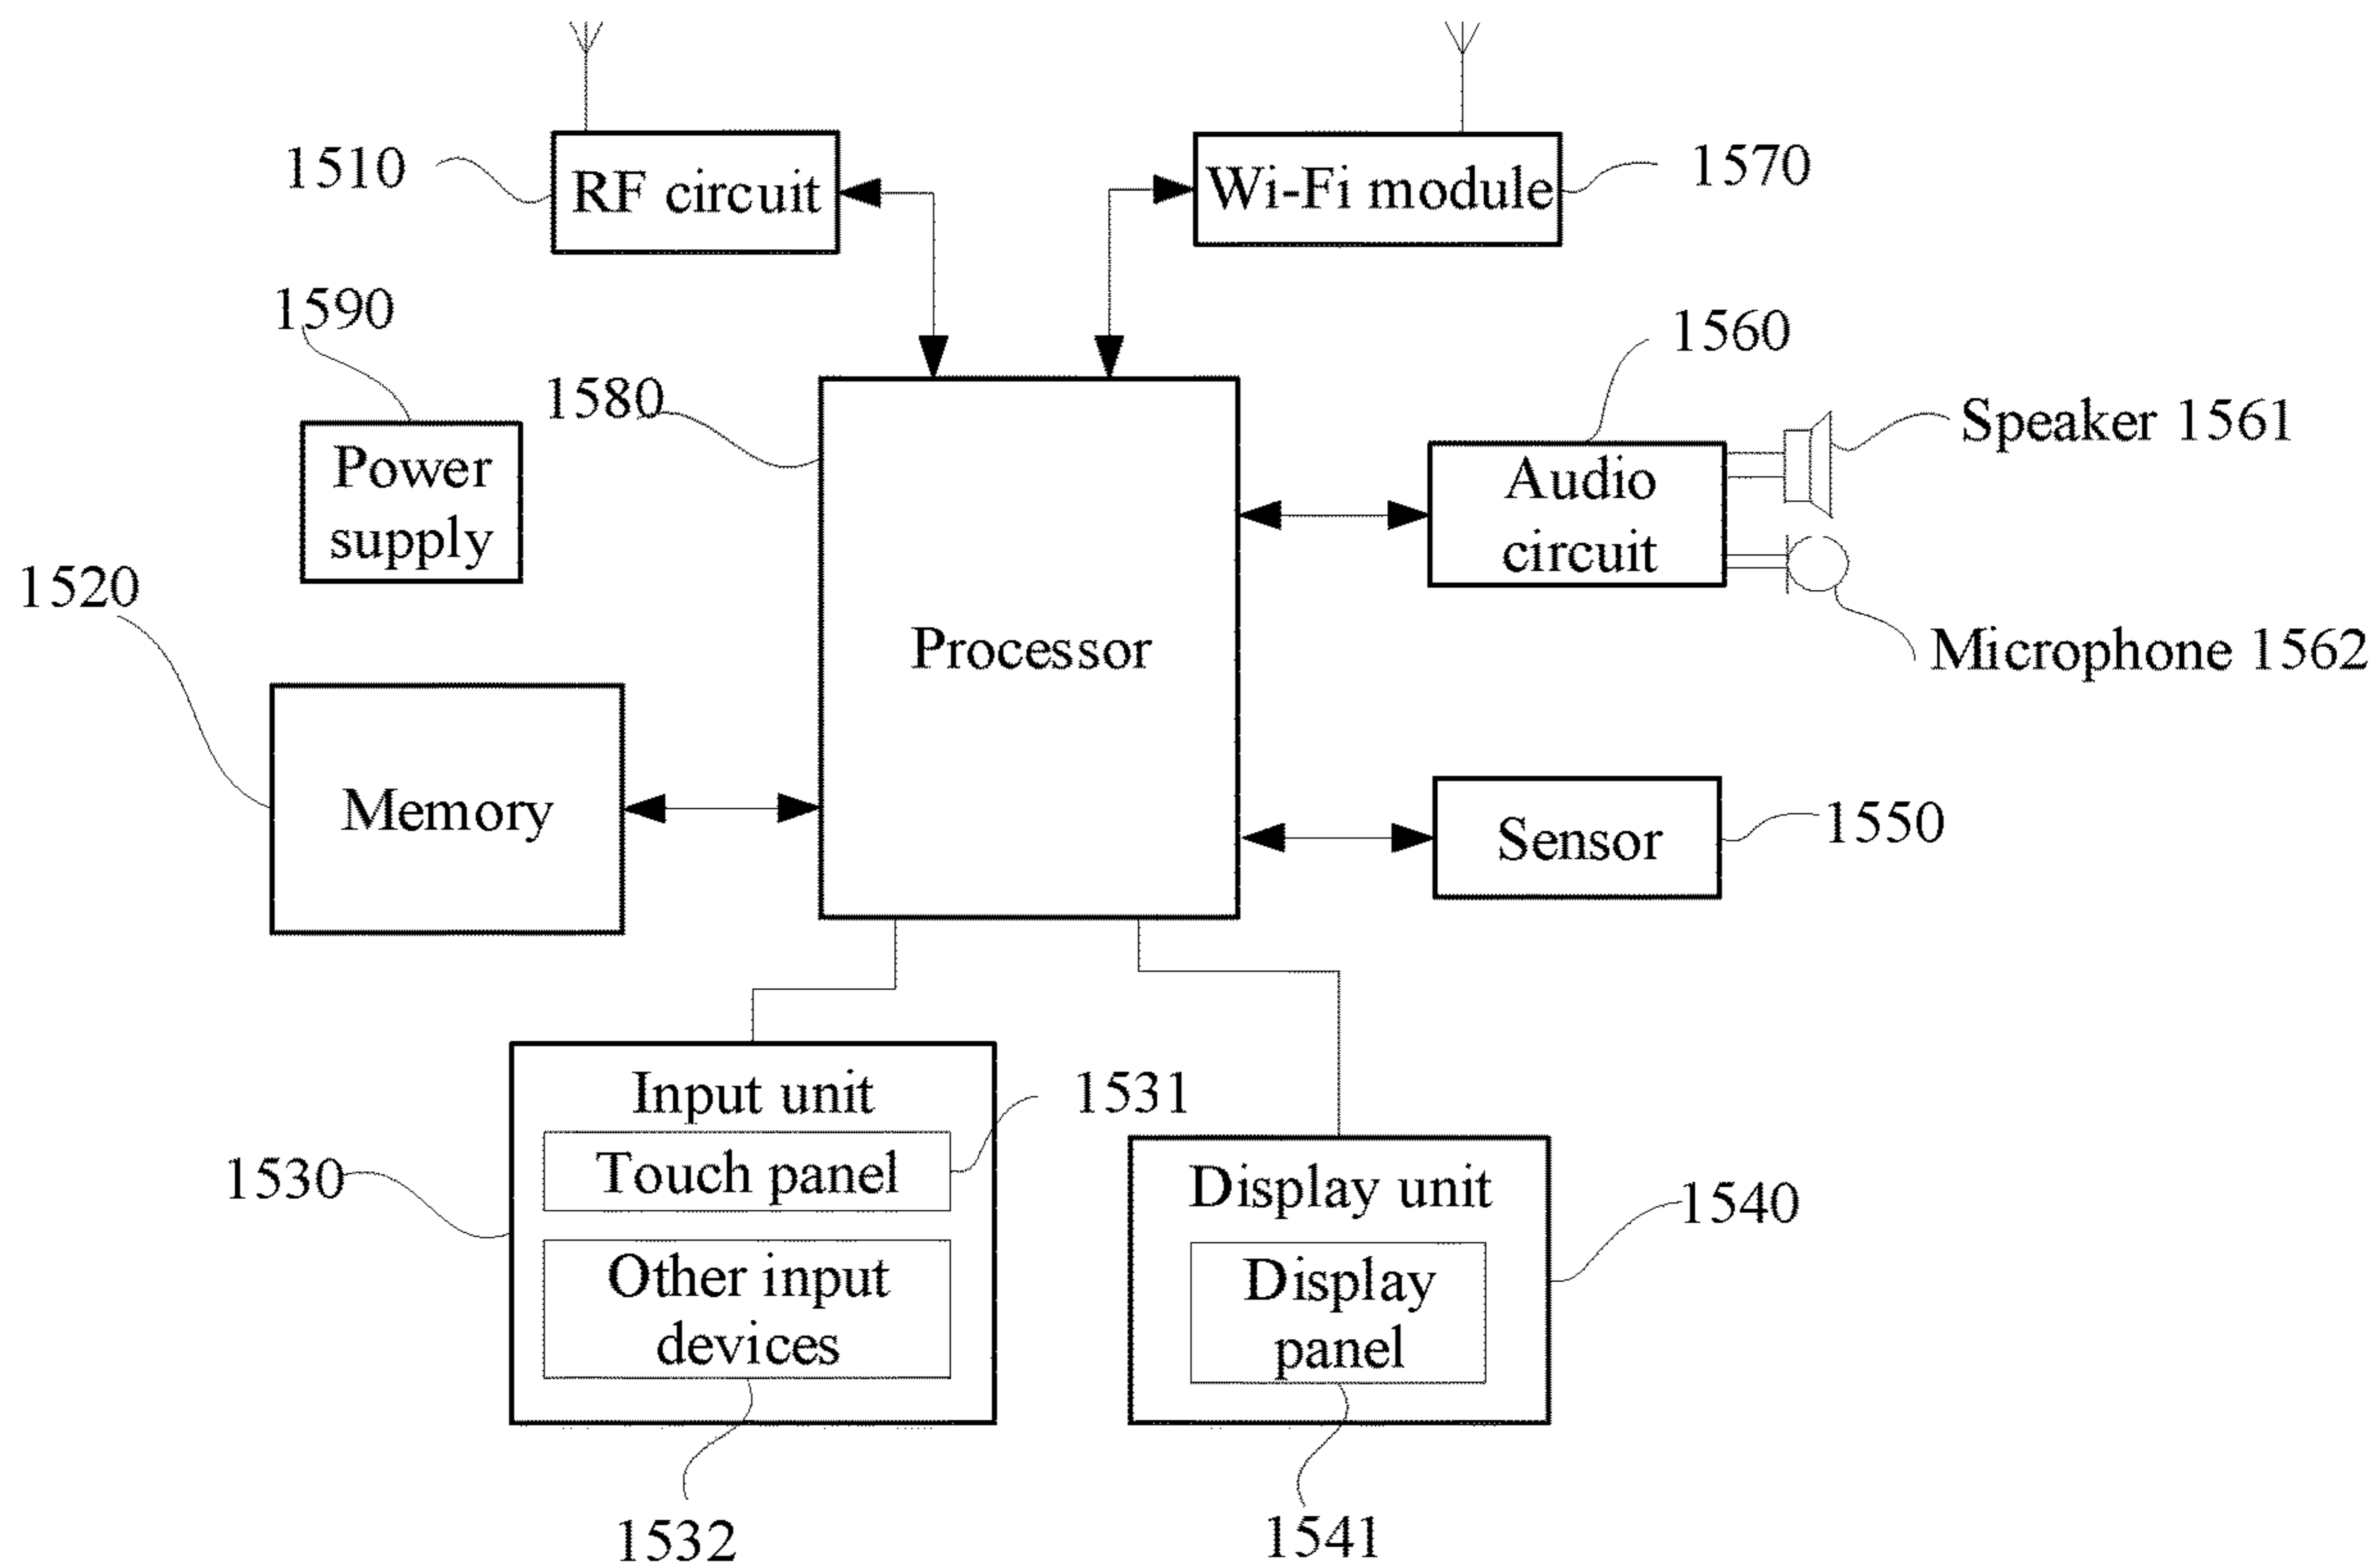 1510
RF circuit
Wi-Fi module
1570
1590
1580
1560
Power
supply
Audio
circuit
Speaker 1561
1520
Processor
Microphone 1562
Memory
Sensor
1550
Input unit
1531
Touch panel
1530
Other input
devices
Display unit
1540
Display
panel
1532
1541